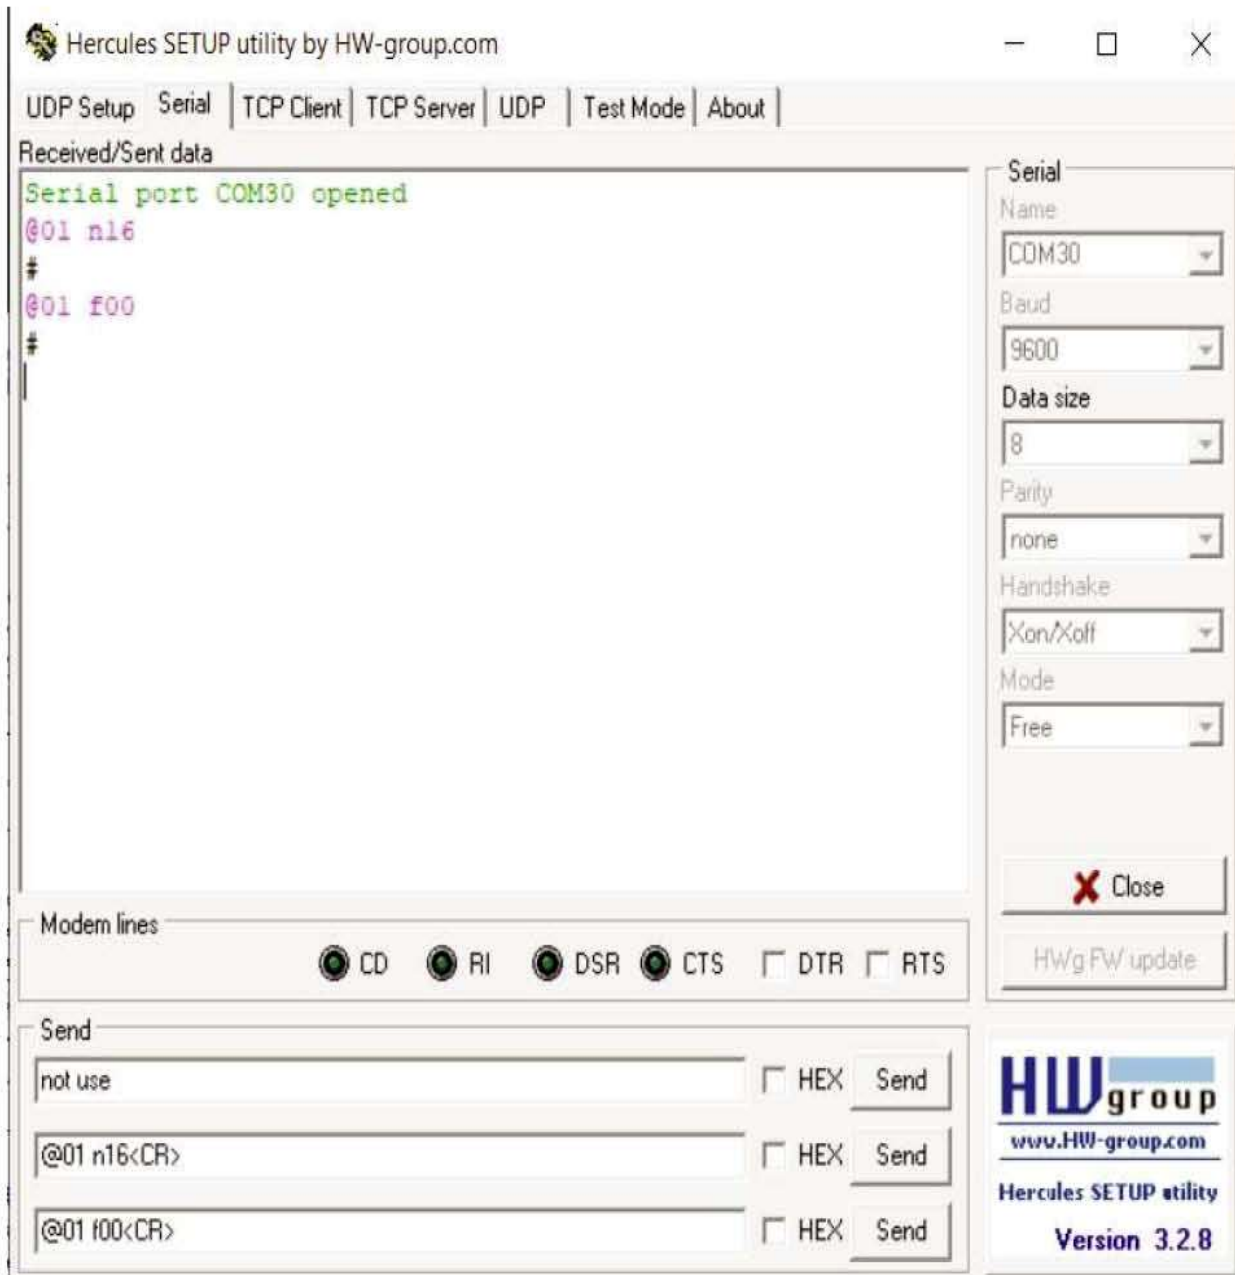 Hercules SETUP utility by HW-group.com
UDP Setup Serial TCP Client TCP Server UDP Test Mode About
Received/Sent data
Serial port COM30 opened
@01 n16
#
@01 f00
#
Serial
Name
COM30
Baud
9600
Data size
8
Parity
none
Handshake
Xon/Xoff
Mode
Free
Close
HWg FW update
Modem lines
CD RI DSR CTS DTR RTS
Send
not use HEX Send
@01 n16<CR> HEX Send
@01 f00<CR> HEX Send
HW group
www.HW-group.com
Hercules SETUP utility
Version 3.2.8